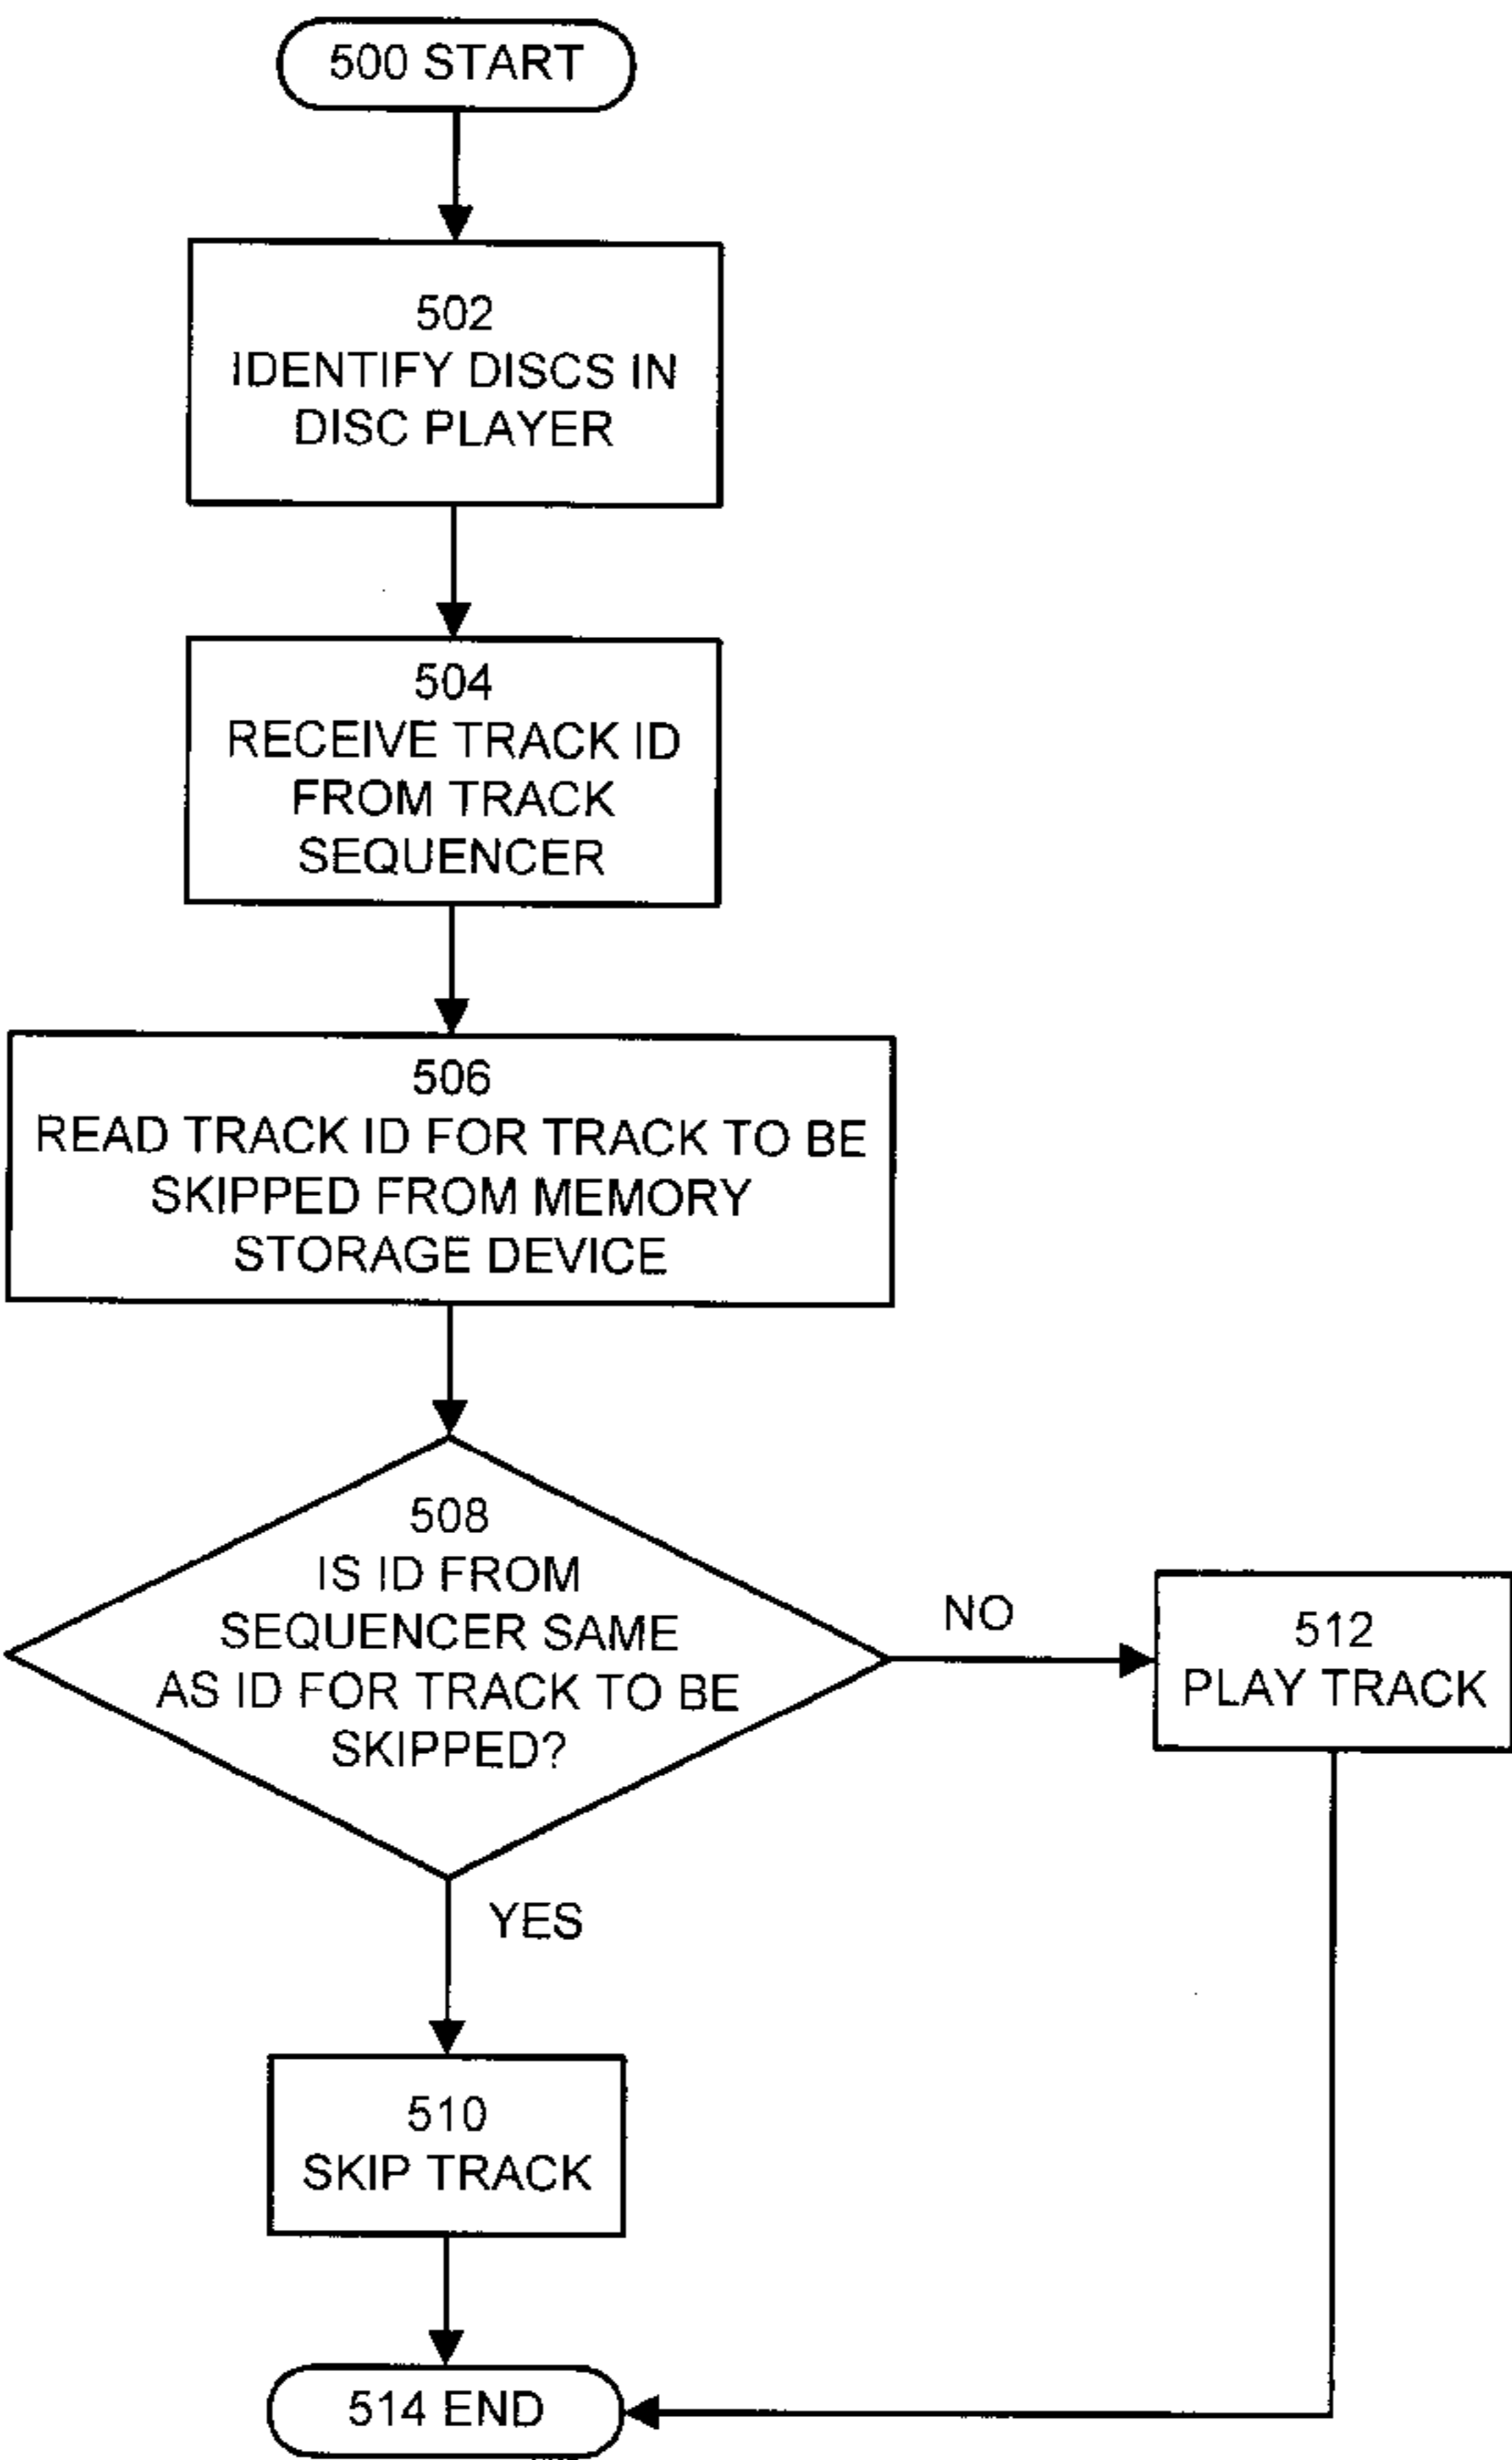 500 START
502
IDENTIFY DISCS IN
DISC PLAYER
504
RECEIVE TRACK ID
FROM TRACK
SEQUENCER
506
READ TRACK ID FOR TRACK TO BE
SKIPPED FROM MEMORY
STORAGE DEVICE
508
IS ID FROM
SEQUENCER SAME
AS ID FOR TRACK TO BE
SKIPPED?
NO
512
PLAY TRACK
YES
510
SKIP TRACK
514 END